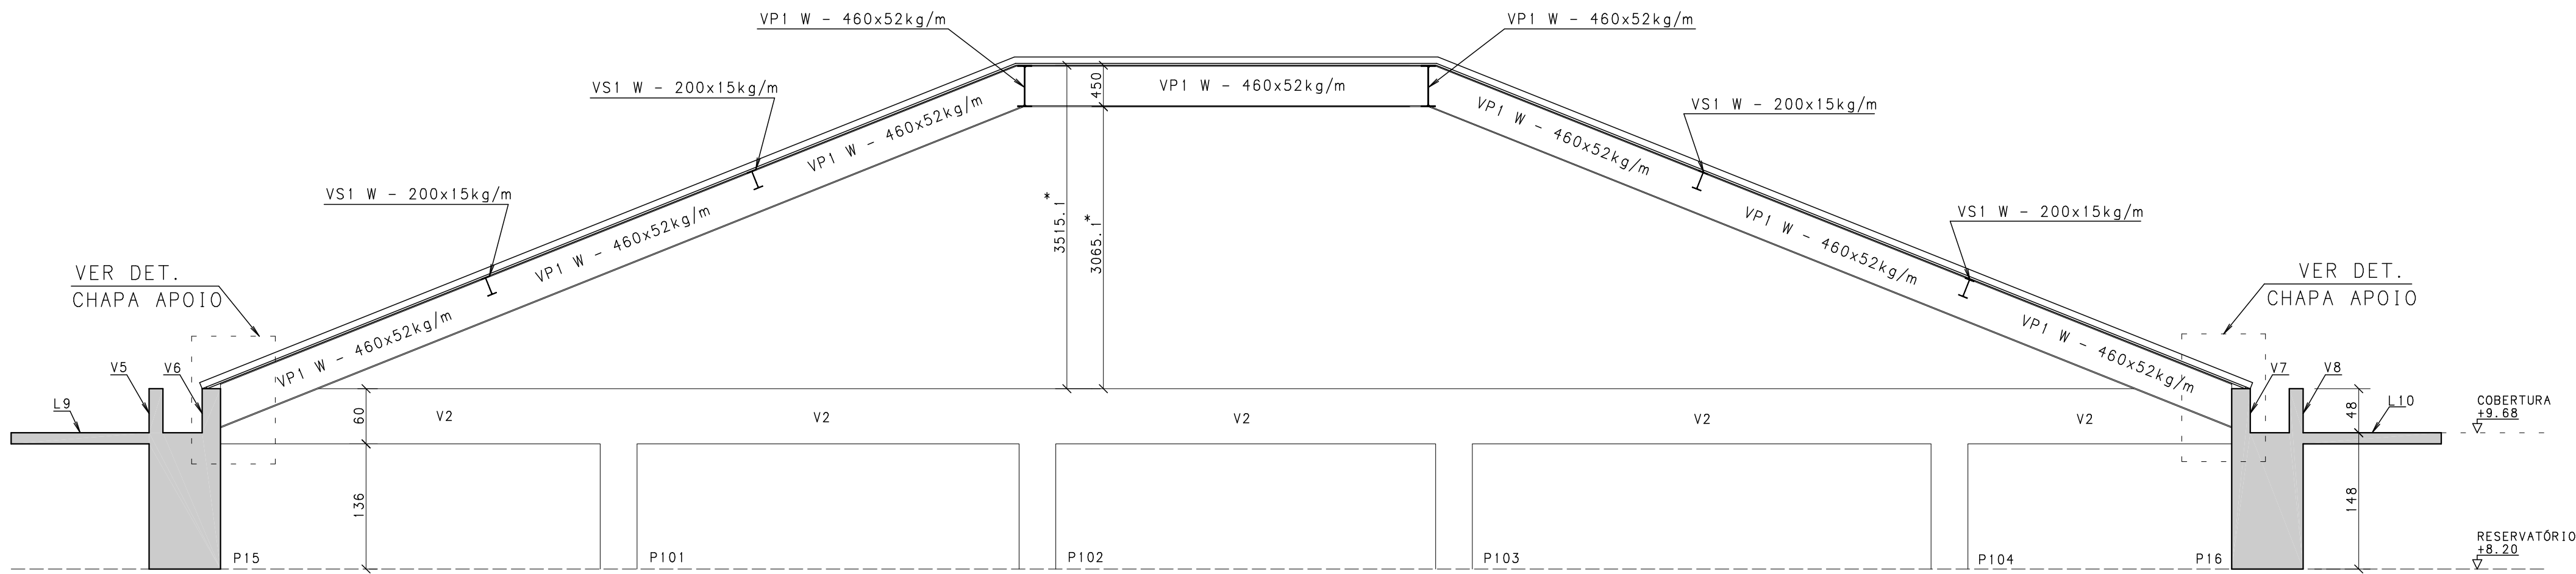 VP1 W - 460x52kg/m
VP1 W - 460x52kg/m
VS1 W - 200x15kg/m
450
VP1 W - 460x52kg/m
VS1 W - 200x15kg/m
VP1 W - 460x52kg/m
VP1 W - 460x52kg/m
VS1 W - 200x15kg/m
3515.1*
3065.1*
VS1 W - 200x15kg/m
VP1 W - 460x52kg/m
VP1 W - 460x52kg/m
VER DET.
CHAPA APOIO
VER DET.
CHAPA APOIO
VP1 W - 460x52kg/m
VP1 W - 460x52kg/m
V5
V6
V7
V8
L9
60
V2
V2
V2
V2
V2
48
L10
COBERTURA
+9.68
136
148
P15
P101
P102
P103
P104
P16
RESERVATÓRIO
+8.20